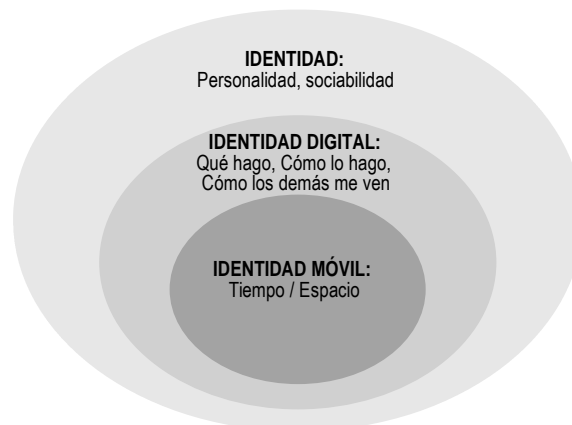 IDENTIDAD:
Personalidad, sociabilidad
IDENTIDAD DIGITAL:
Qué hago, Cómo lo hago,
Cómo los demás me ven
IDENTIDAD MÓVIL:
Tiempo / Espacio